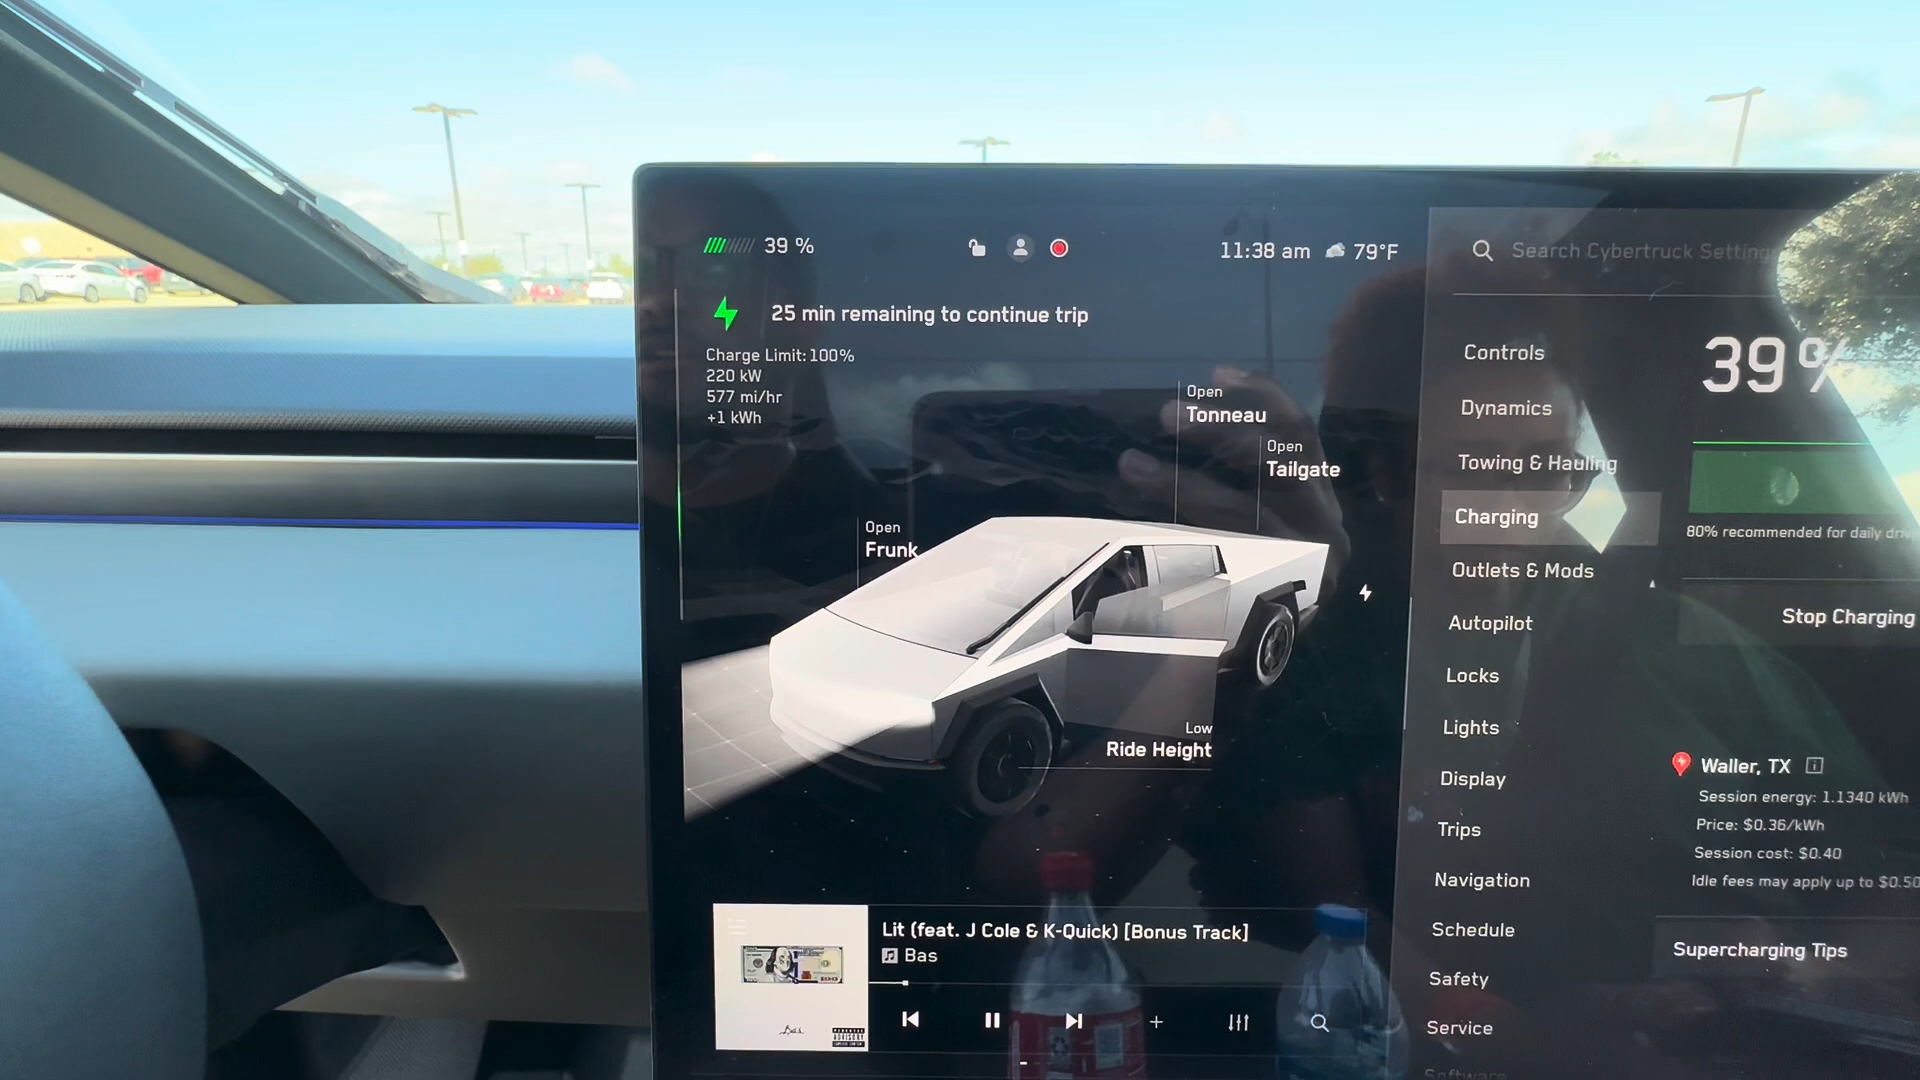 39 %
11:38 am
79°F
25 min remaining to continue trip
Charge Limit: 100%
220 kW
577 mi/hr
+1 kWh
Open
Tonneau
Open
Tailgate
Open
Frunk
Low
Ride Height
Lit (feat. J Cole & K-Quick) [Bonus Track]
Bas
Search Cybertruck Settings
Controls
Dynamics
Towing & Hauling
Charging
Outlets & Mods
Autopilot
Locks
Lights
Display
Trips
Navigation
Schedule
Safety
Service
Software
39 %
80% recommended for daily
Stop Charging
Waller, TX
Session energy: 1.1340 kWh
Price: $0.36/kWh
Session cost: $0.40
Idle fees may apply up to $0.50
Supercharging Tips